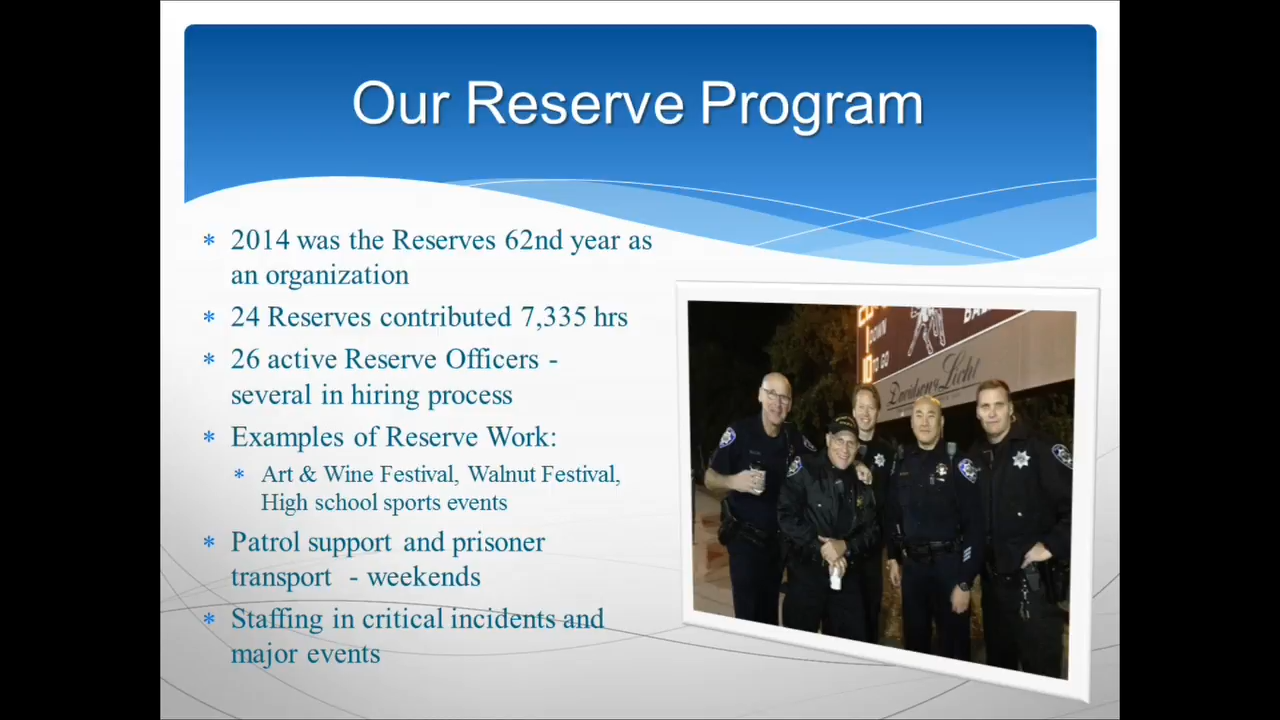 Our Reserve Program
* 2014 was the Reserves 62nd year as
an organization
* 24 Reserves contributed 7,335 hrs
* 26 active Reserve Officers -
several in hiring process
* Examples of Reserve Work:
* Art & Wine Festival, Walnut Festival,
High school sports events
* Patrol support and prisoner
transport - weekends
* Staffing in critical incidents and
major events
DOWN
TO GO
Davidson & Licht